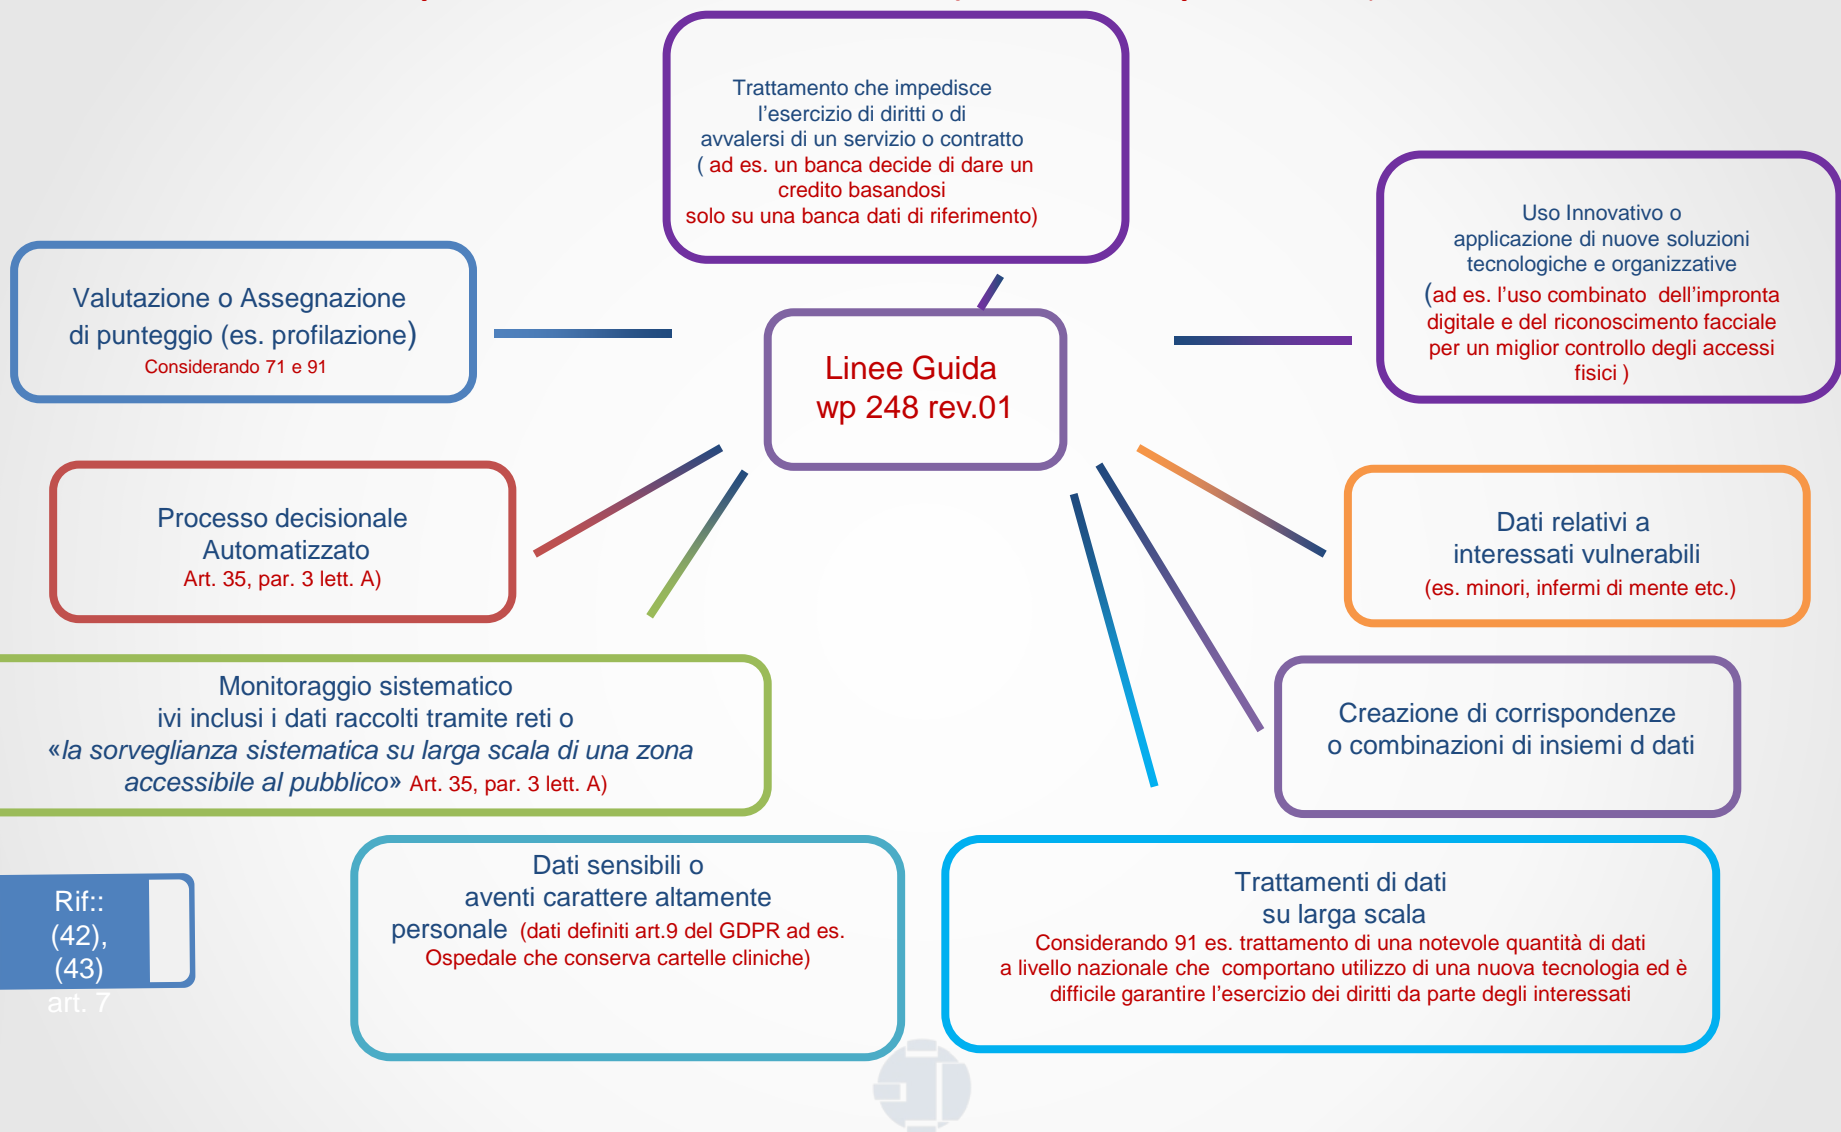 Trattamento che impedisce
l'esercizio di diritti o di
avvalersi di un servizio o contratto
( ad es. un banca decide di dare un
credito basandosi
solo su una banca dati di riferimento)
Uso Innovativo o
applicazione di nuove soluzioni
tecnologiche e organizzative
(ad es. l'uso combinato dell'impronta
digitale e del riconoscimento facciale
per un miglior controllo degli accessi
fisici )
Valutazione o Assegnazione
di punteggio (es. profilazione)
Considerando 71 e 91
Linee Guida
wp 248 rev.01
Processo decisionale
Automatizzato
Art. 35, par. 3 lett. A)
Dati relativi a
interessati vulnerabili
(es. minori, infermi di mente etc.)
Monitoraggio sistematico
ivi inclusi i dati raccolti tramite reti o
«la sorveglianza sistematica su larga scala di una zona
accessibile al pubblico» Art. 35, par. 3 lett. A)
Creazione di corrispondenze
o combinazioni di insiemi d dati
Rif::
(42),
(43)
art. 7
Dati sensibili o
aventi carattere altamente
personale (dati definiti art.9 del GDPR ad es.
Ospedale che conserva cartelle cliniche)
Trattamenti di dati
su larga scala
Considerando 91 es. trattamento di una notevole quantità di dati
a livello nazionale che comportano utilizzo di una nuova tecnologia ed è
difficile garantire l'esercizio dei diritti da parte degli interessati